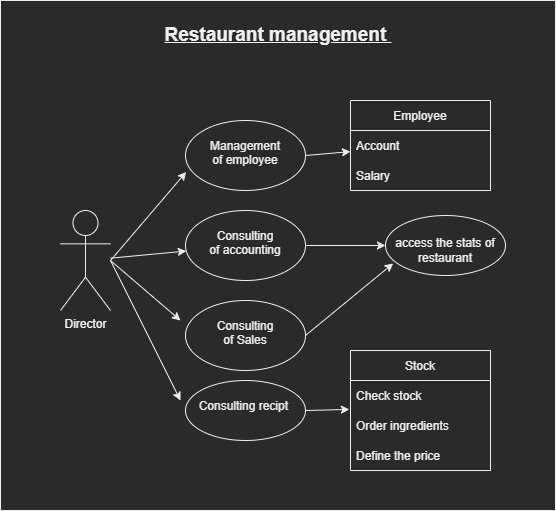 Restaurant management
Management
of employee
Employee
Account
Salary
Consulting
of accounting
access the stats of
restaurant
Director
Consulting
of Sales
Consulting recipt
Stock
Check stock
Order ingredients
Define the price